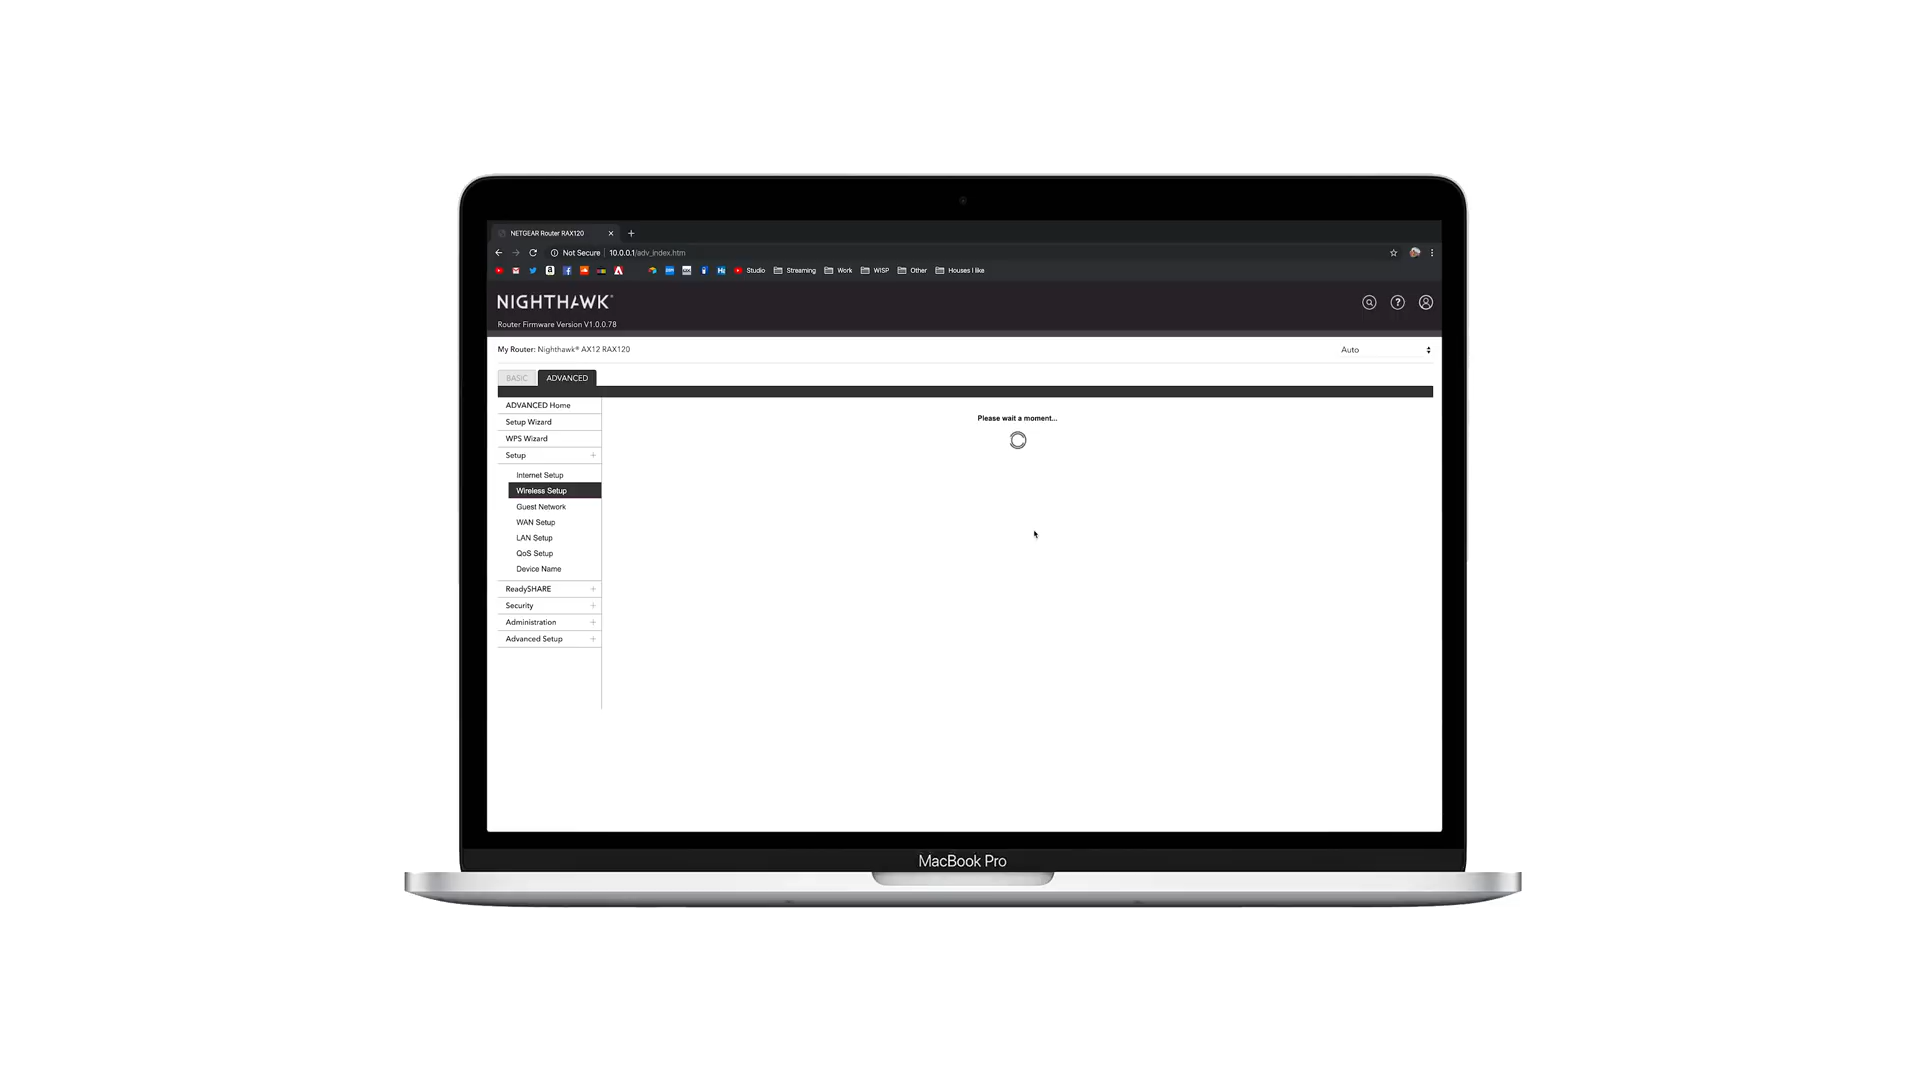 NETGEAR Router RAX120
Not Secure | 10.0.0.1/adv_index.htm
Studio Streaming Work WISP Other Houses I like
NIGHTHAWK®
Router Firmware Version V1.0.0.78
My Router: Nighthawk® AX12 RAX120 Auto
BASIC ADVANCED
ADVANCED Home
Setup Wizard
WPS Wizard
Setup +
Internet Setup
Wireless Setup
Guest Network
WAN Setup
LAN Setup
QoS Setup
Device Name
ReadySHARE +
Security +
Administration +
Advanced Setup +
Please wait a moment...
MacBook Pro